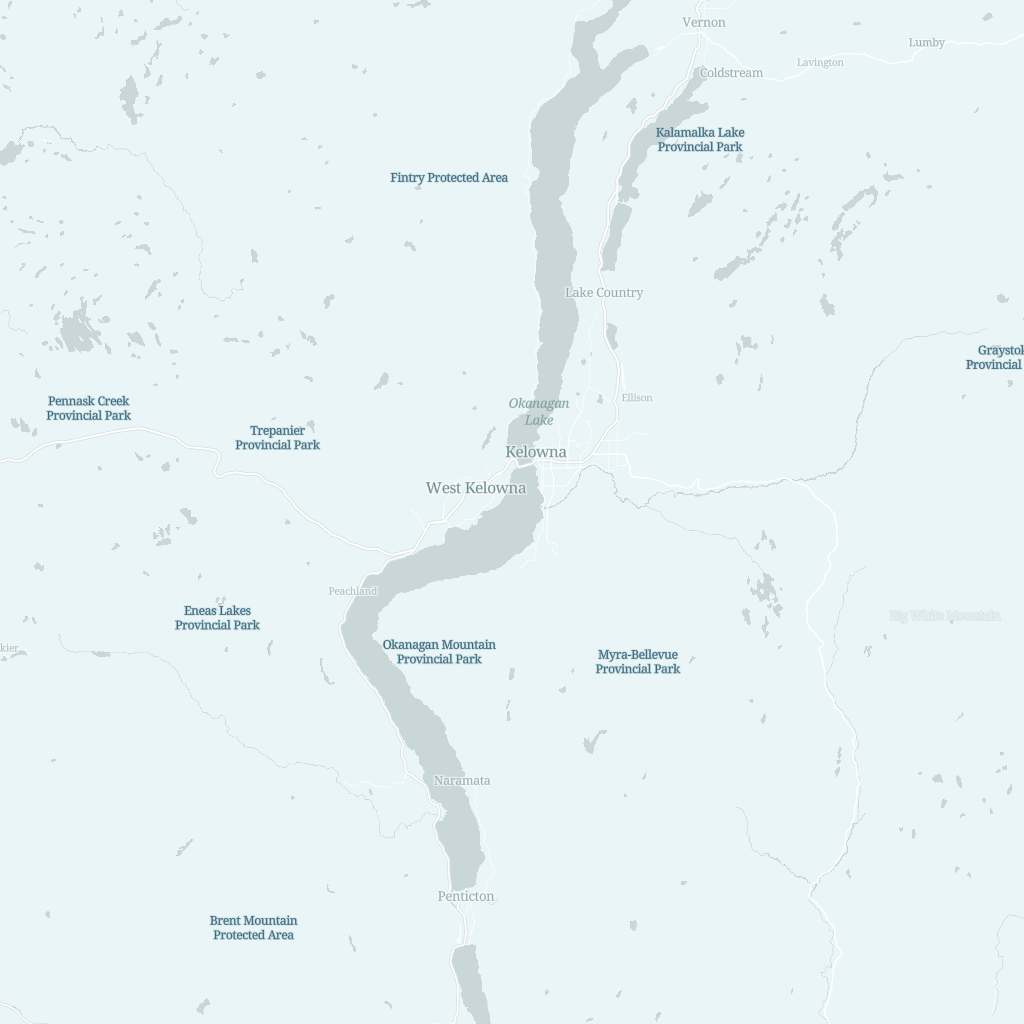 Vernon
Lumby
Lavington
Coldstream
Kalamalka Lake
Provincial Park
Fintry Protected Area
Lake Country
Graystok
Provincial
Pennask Creek
Provincial Park
Ellison
Okanagan
Lake
Trepanier
Provincial Park
Kelowna
West Kelowna
Peachland
Eneas Lakes
Provincial Park
Big White Mountain
Okanagan Mountain
Provincial Park
kier
Myra-Bellevue
Provincial Park
Naramata
Penticton
Brent Mountain
Protected Area